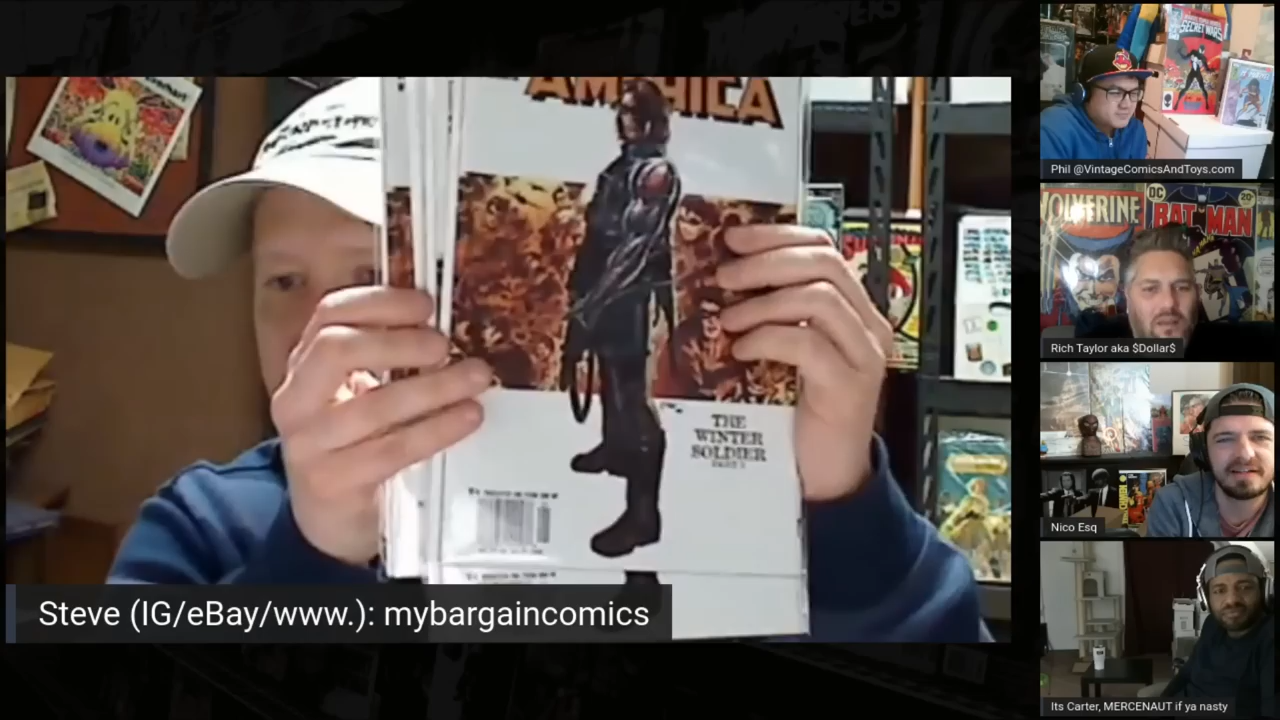 AMERICA
THE
WINTER
SOLDIER
Steve (IG/eBay/www.): mybargaincomics
SECRET WARS
Phil @VintageComicsAndToys.com
WOLVERINE
DC
20¢
BATMAN
Rich Taylor aka $Dollar$
Nico Esq
Its Carter, MERCENAUT if ya nasty